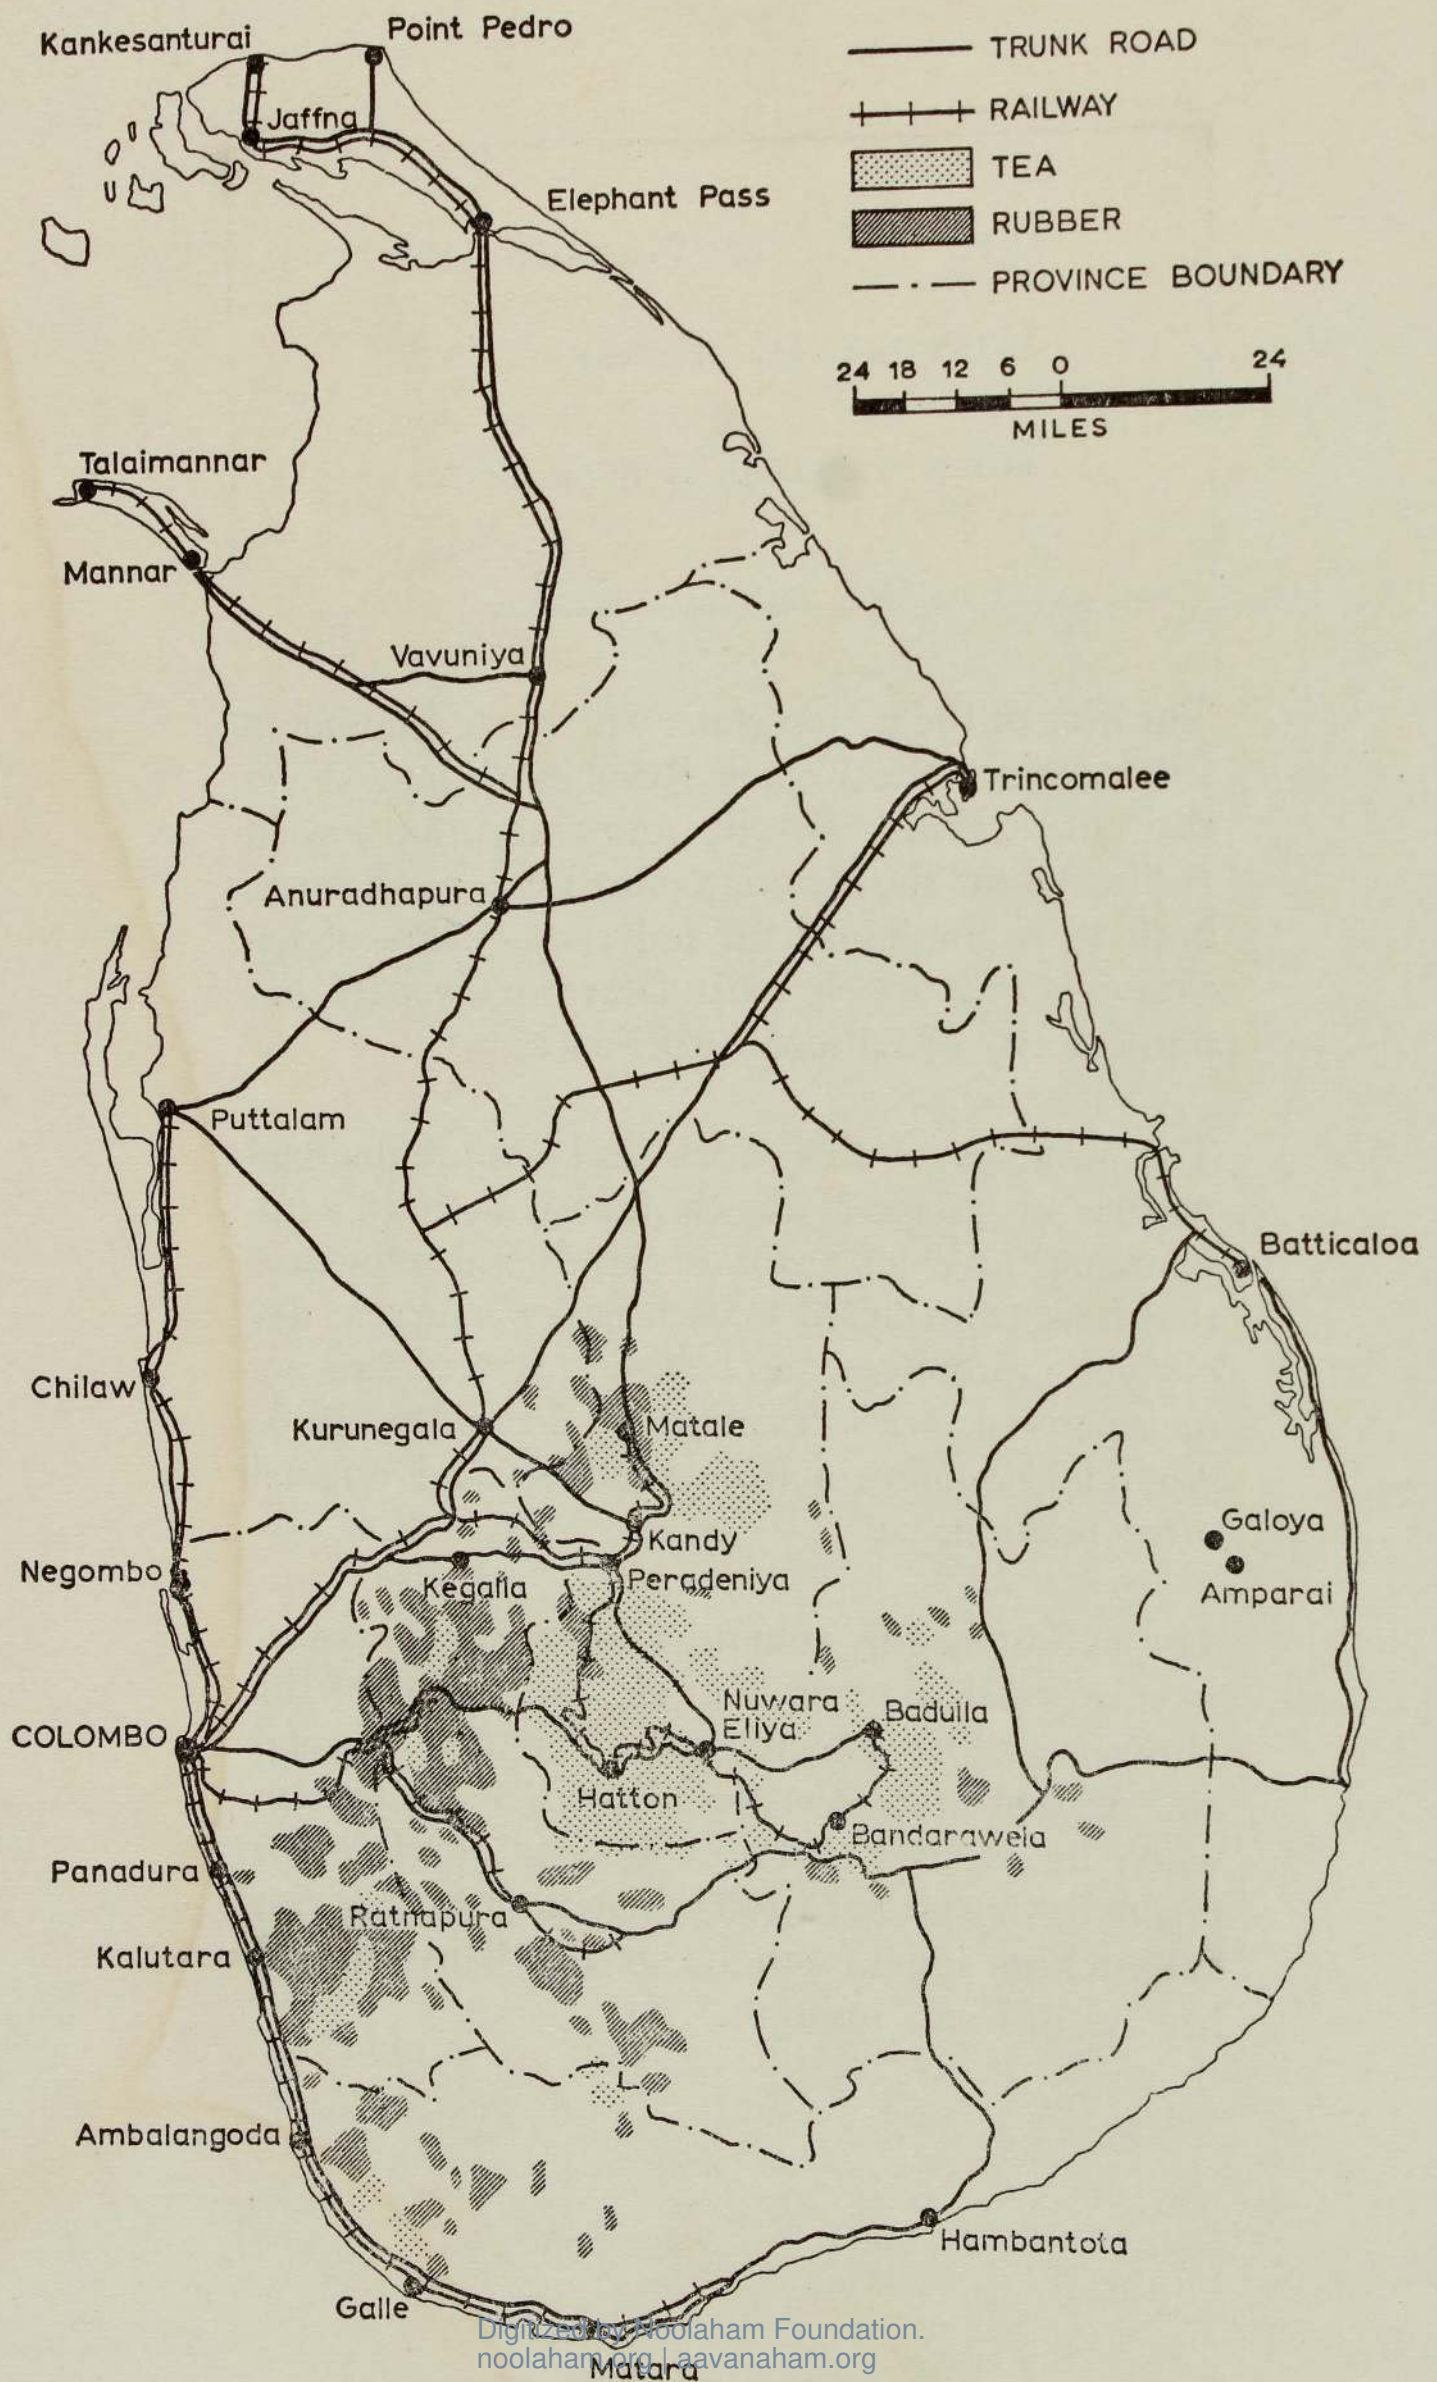 Kankesanturai
Point Pedro
Jaffna
Elephant Pass
TRUNK ROAD
RAILWAY
TEA
RUBBER
PROVINCE BOUNDARY
24 18 12 6 0 24
MILES
Talaimannar
Mannar
Vavuniya
Trincomalee
Anuradhapura
Puttalam
Batticaloa
Chilaw
Kurunegala
Matale
Kandy
Galoya
Negombo
Kegalla
Peradeniya
Amparai
Nuwara
Eliya
Badulla
COLOMBO
Hatton
Bandarawela
Panadura
Ratnapura
Kalutara
Ambalangoda
Hambantota
Galle
Matara
Digitized by Noolaham Foundation.
noolaham.org | aavanaham.org